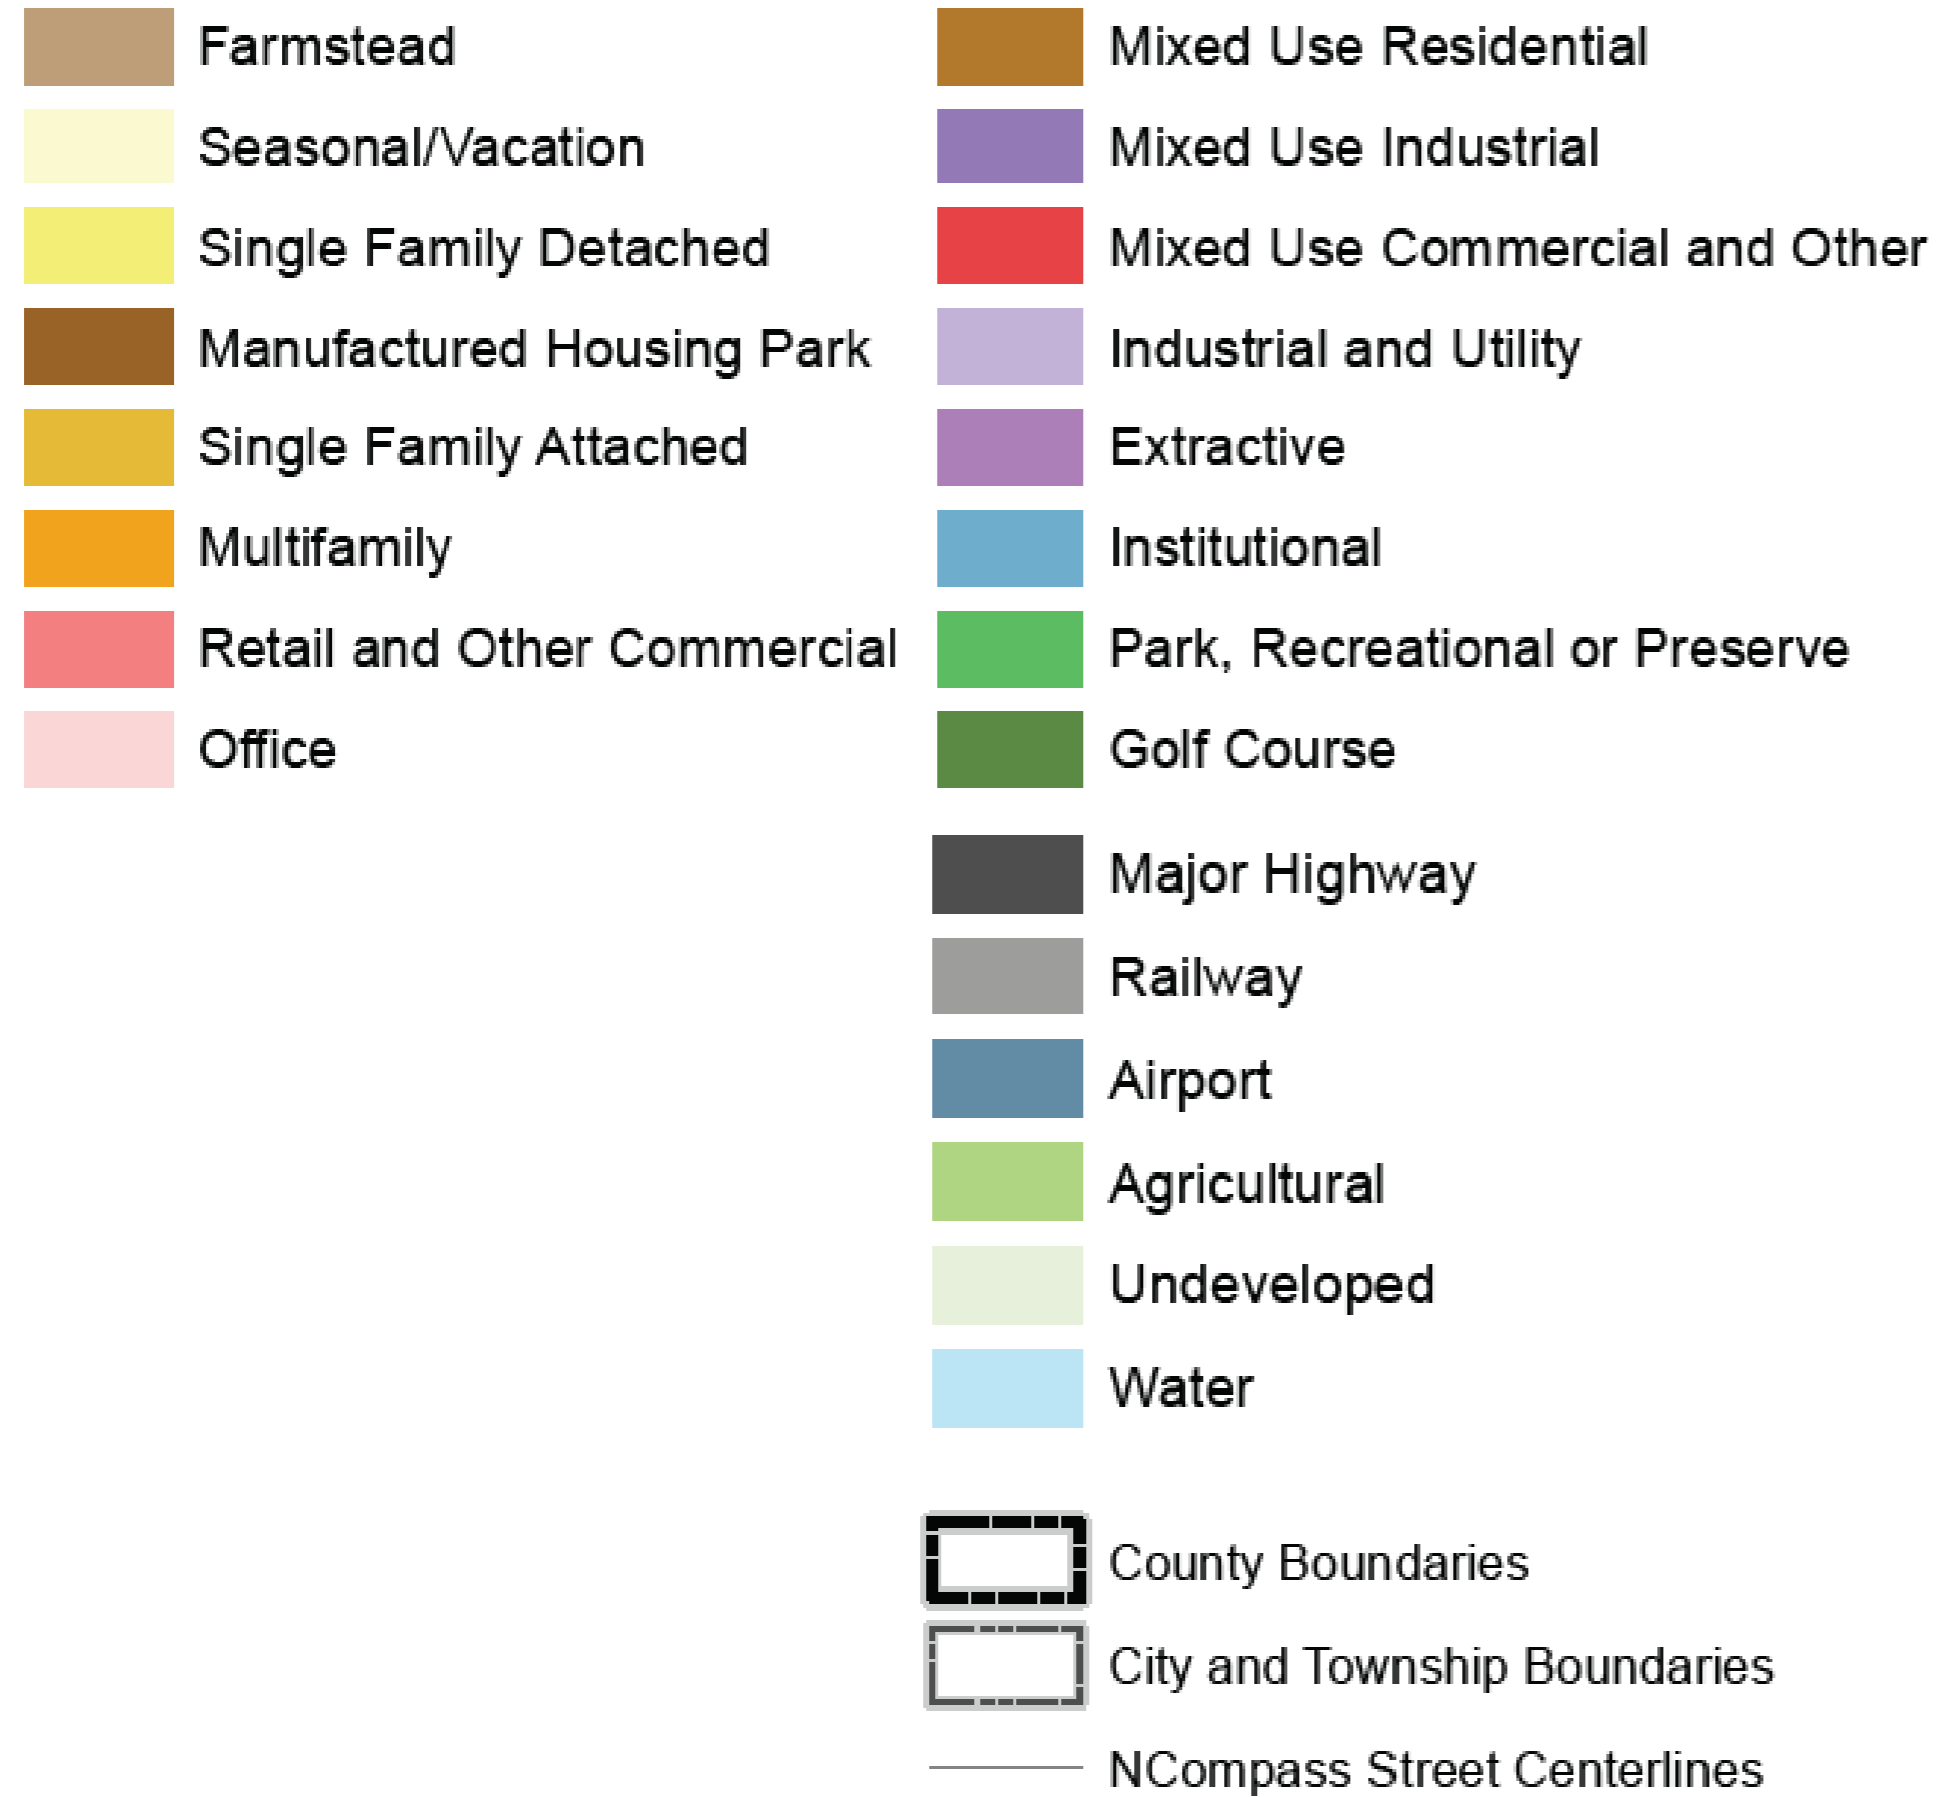 Farmstead
Seasonal/Vacation
Single Family Detached
Manufactured Housing Park
Single Family Attached
Multifamily
Retail and Other Commercial
Office
Mixed Use Residential
Mixed Use Industrial
Mixed Use Commercial and Other
Industrial and Utility
Extractive
Institutional
Park, Recreational or Preserve
Golf Course
Major Highway
Railway
Airport
Agricultural
Undeveloped
Water
County Boundaries
City and Township Boundaries
NCompass Street Centerlines